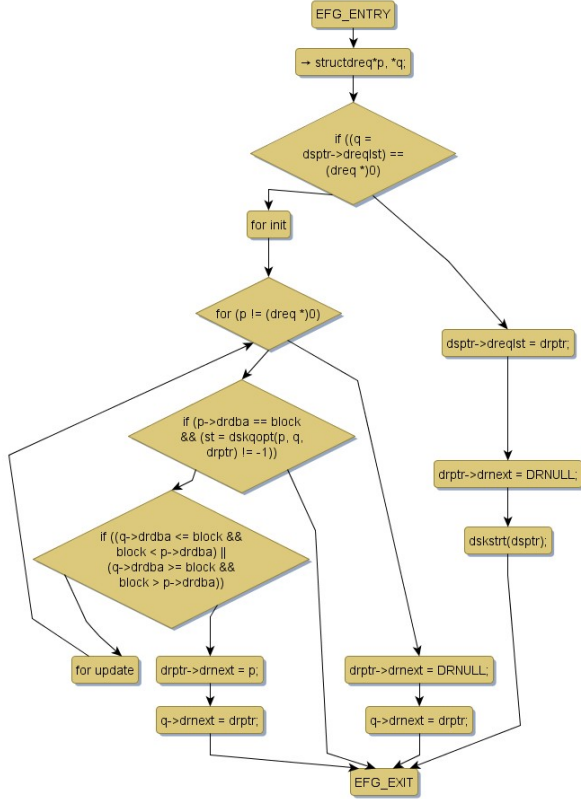 EFG_ENTRY
→ structdreq*p, *q;
if ((q =
dsptr->dreqlst) ==
(dreq *)0)
for init
for (p != (dreq *)0)
dsptr->dreqlst = drptr;
if (p->drdba == block
&& (st = dskqopt(p, q,
drptr) != -1))
drptr->drnext = DRNULL;
if ((q->drdba <= block &&
block < p->drdba) ||
(q->drdba >= block &&
block > p->drdba))
dskstrt(dsptr);
for update
drptr->drnext = p;
drptr->drnext = DRNULL;
q->drnext = drptr;
q->drnext = drptr;
EFG_EXIT